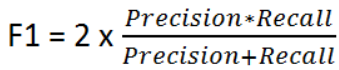 F1 = 2 x Precision*Recall
Precision+Recall